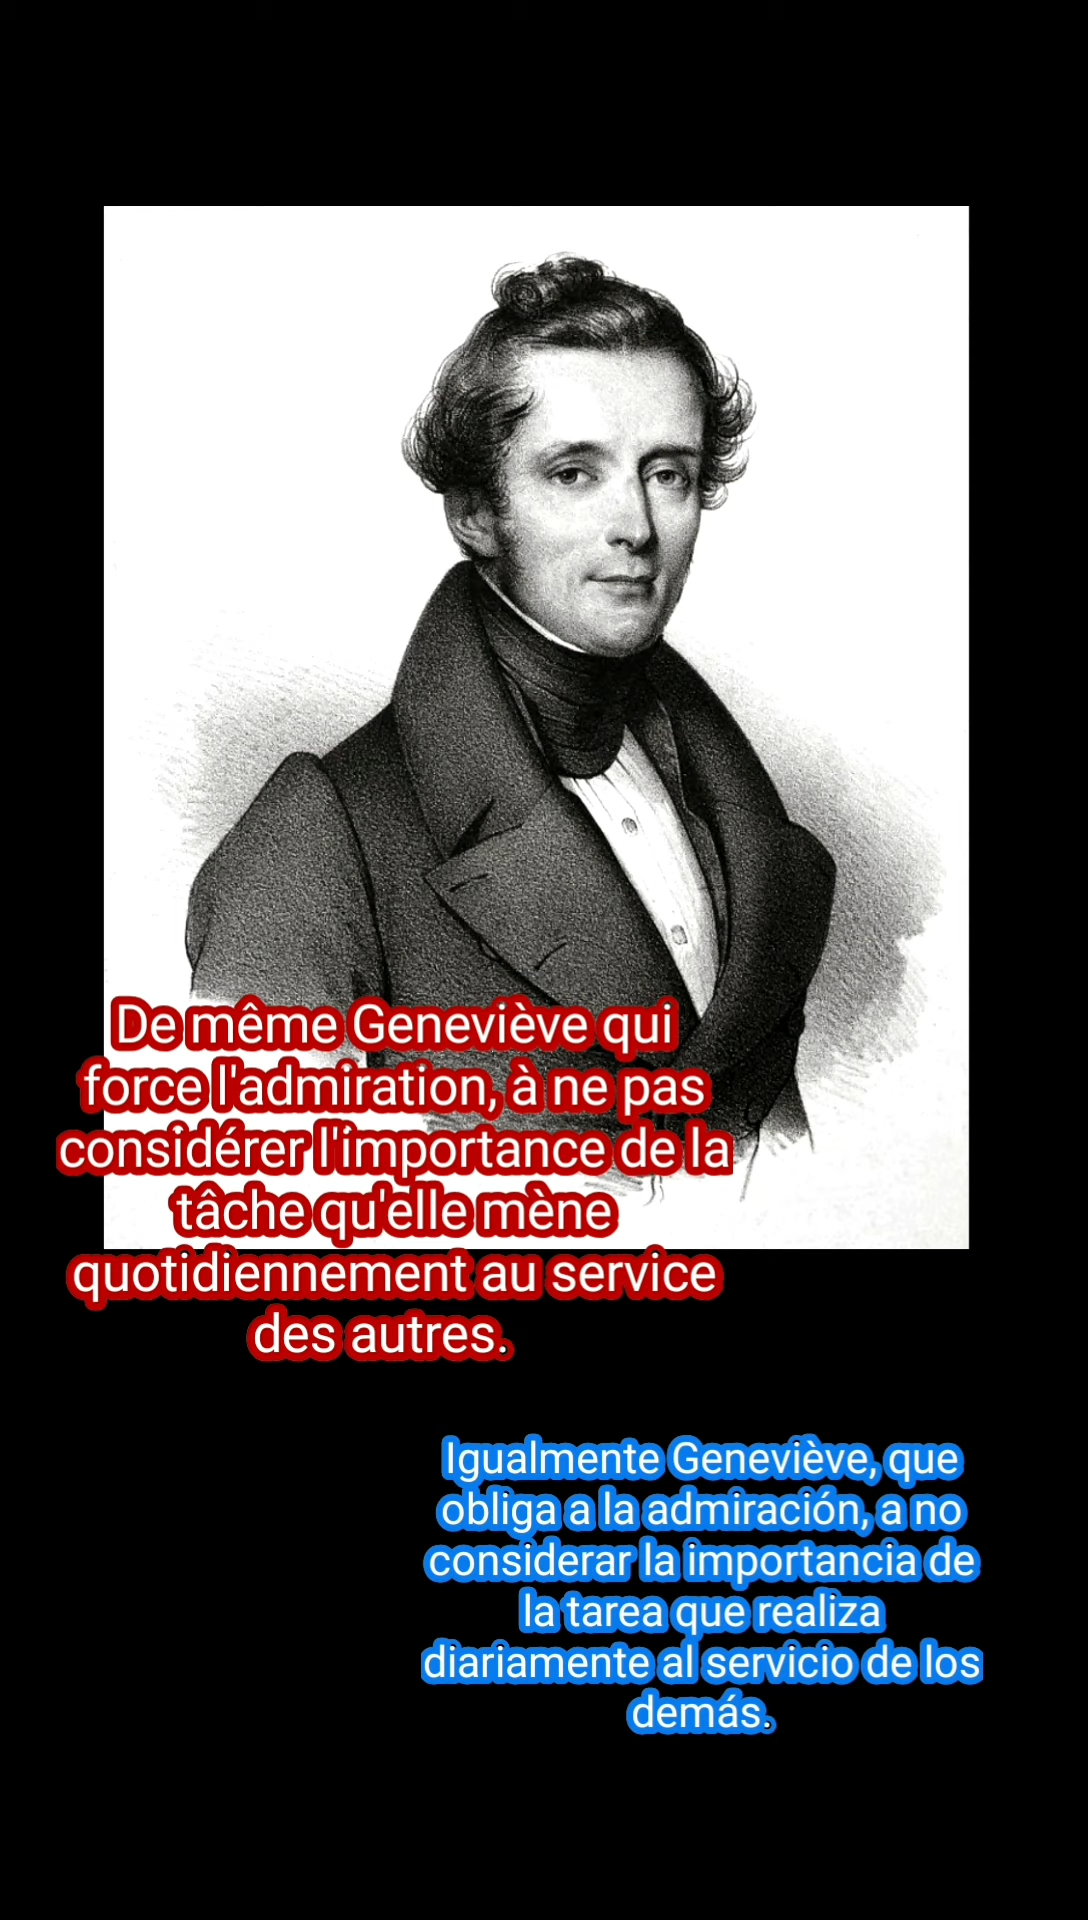 De même Geneviève qui
force l'admiration, à ne pas
considérer l'importance de la
tâche qu'elle mène
quotidiennement au service
des autres.
Igualmente Geneviève, que
obliga a la admiración, a no
considerar la importancia de
la tarea que realiza
diariamente al servicio de los
demás.